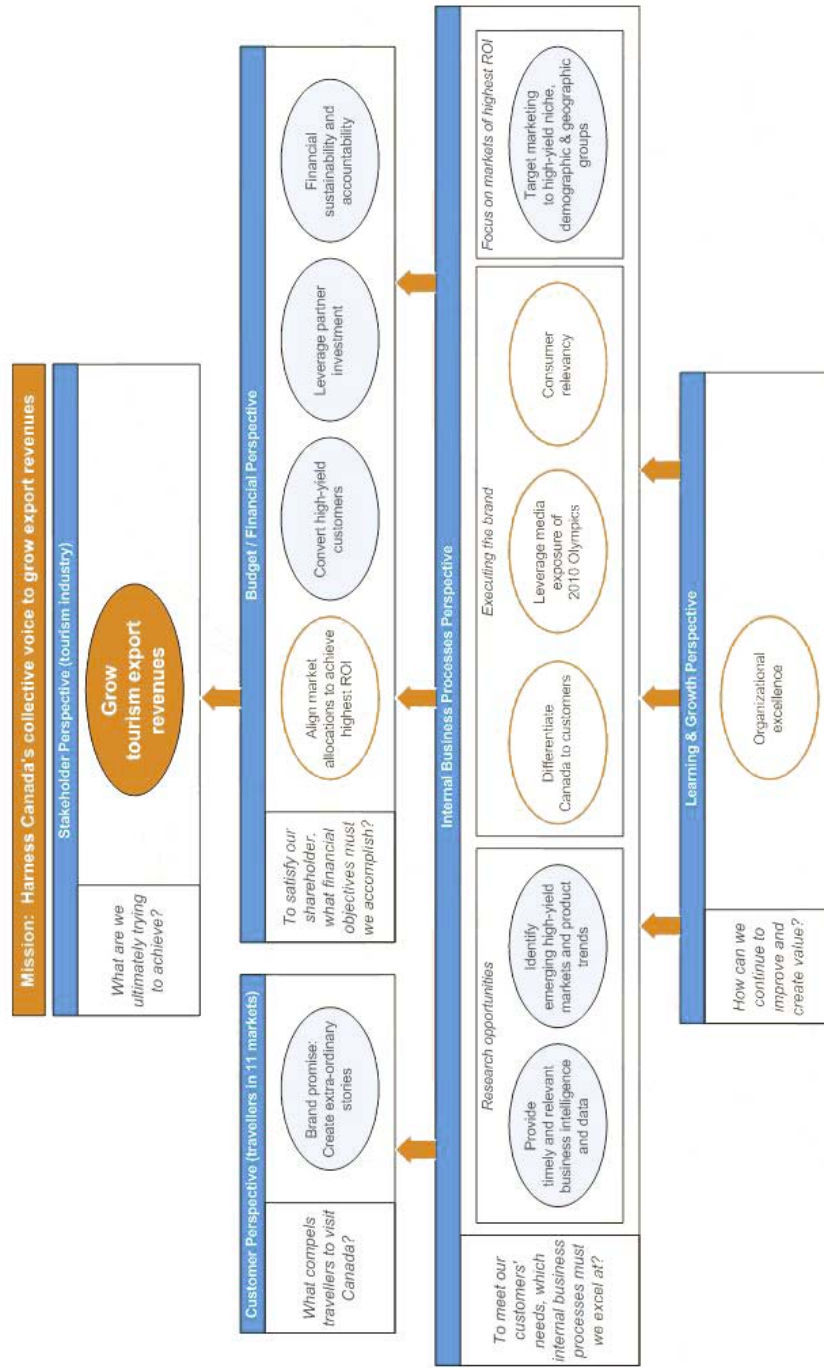 Mission: Harness Canada's collective voice to grow export revenues
Stakeholder Perspective (tourism industry)
What are we
ultimately trying
to achieve?
Grow
tourism export
revenues
Customer Perspective (travellers in 11 markets)
What compels
travellers to visit
Canada?
Brand promise:
Create extra-ordinary
stories
Budget / Financial Perspective
To satisfy our
shareholder,
what financial
objectives must
we accomplish?
Align market
allocations to achieve
highest ROI
Convert high-yield
customers
Leverage partner
investment
Financial
sustainability and
accountability
Internal Business Processes Perspective
To meet our
customers'
needs, which
internal business
processes must
we excel at?
Research opportunities
Provide
timely and relevant
business intelligence
and data
Identify
emerging high-yield
markets and product
trends
Executing the brand
Differentiate
Canada to customers
Leverage media
exposure of
2010 Olympics
Consumer
relevancy
Focus on markets of highest ROI
Target marketing
to high-yield niche,
demographic & geographic
groups
Learning & Growth Perspective
How can we
continue to
improve and
create value?
Organizational
excellence